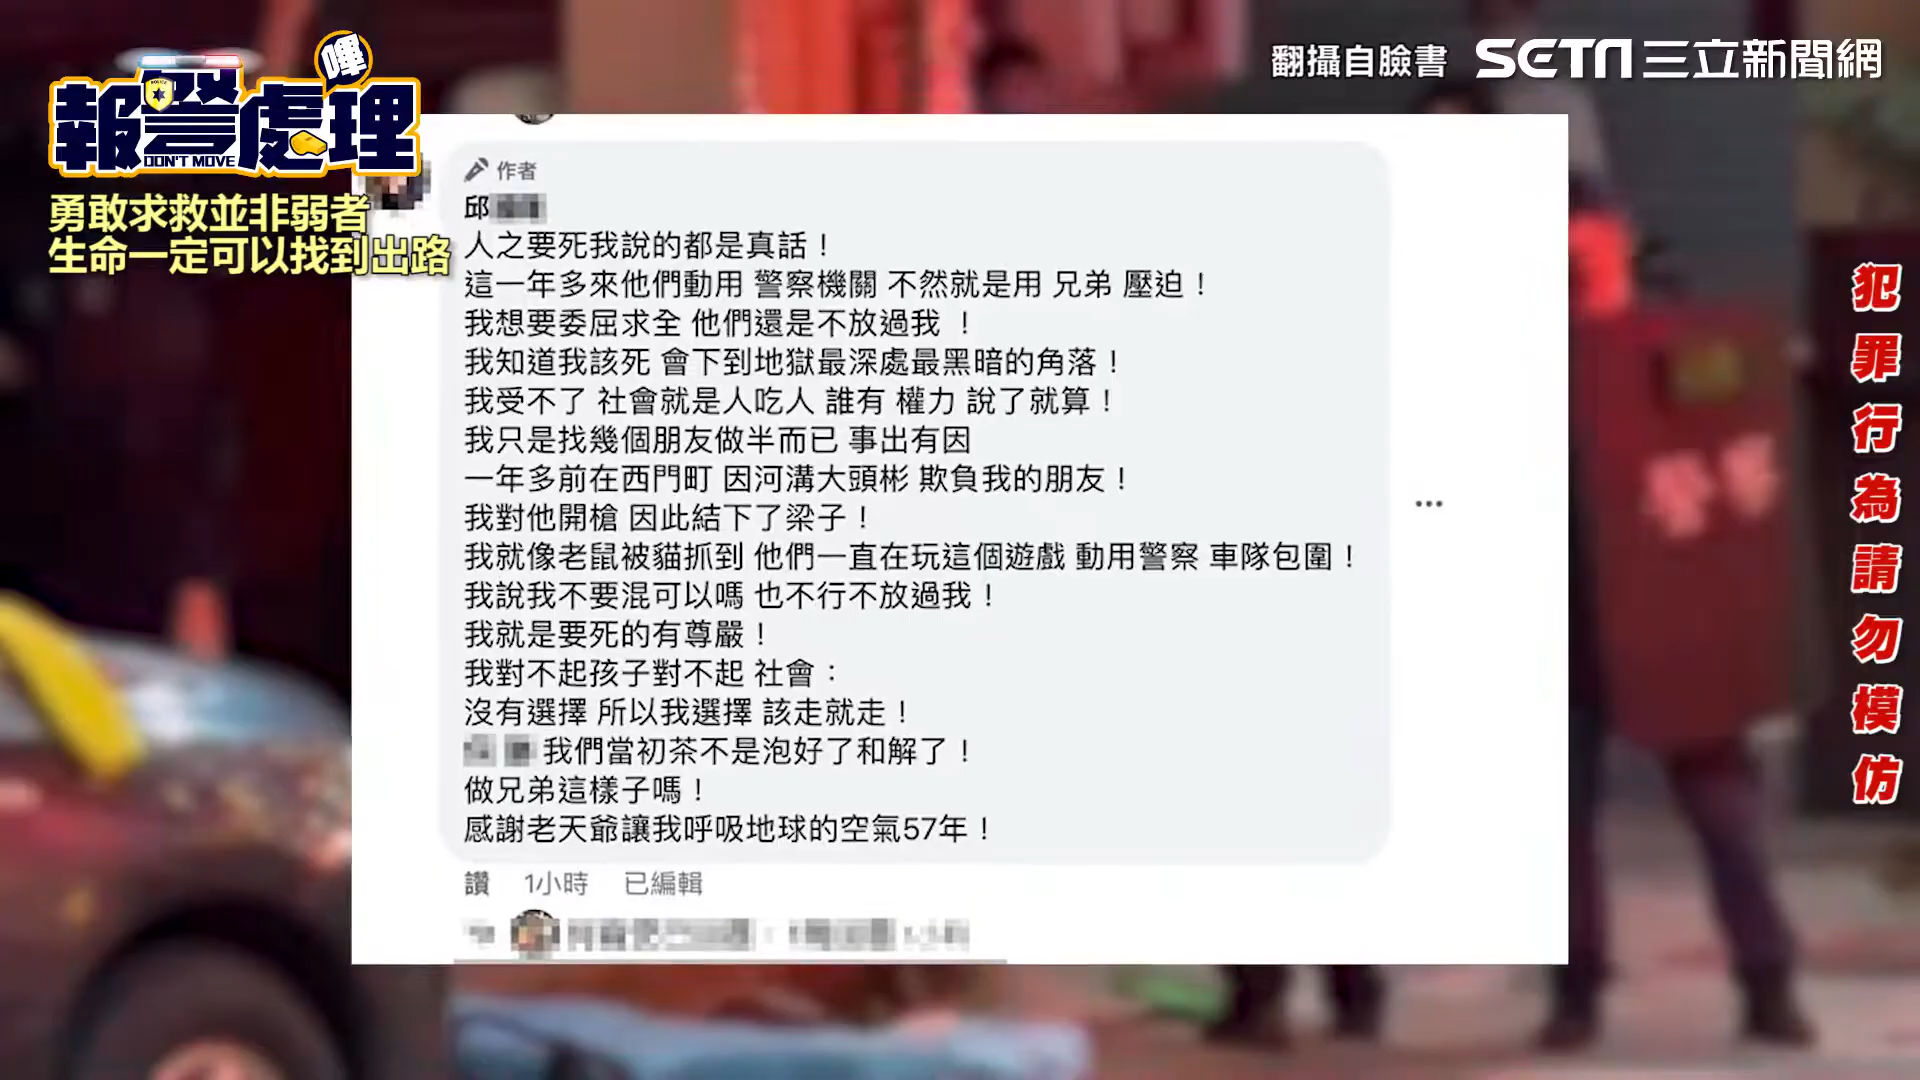 報警處理
嗶
DON'T MOVE
勇敢求救並非弱者
生命一定可以找到出路
翻攝自臉書 SETN三立新聞網
作者
邱
人之要死我說的都是真話！
這一年多來他們動用 警察機關 不然就是用 兄弟 壓迫！
我想要委屈求全 他們還是不放過我 ！
我知道我該死 會下到地獄最深處最黑暗的角落！
我受不了 社會就是人吃人 誰有 權力 說了就算！
我只是找幾個朋友做半而已 事出有因
一年多前在西門町 因河溝大頭彬 欺負我的朋友！
我對他開槍 因此結下了梁子！
我就像老鼠被貓抓到 他們一直在玩這個遊戲 動用警察 車隊包圍！
我說我不要混可以嗎 也不行不放過我！
我就是要死的有尊嚴！
我對不起孩子對不起 社會：
沒有選擇 所以我選擇 該走就走！
我們當初茶不是泡好了和解了！
做兄弟這樣子嗎！
感謝老天爺讓我呼吸地球的空氣57年！
讚 1小時 已編輯
犯罪行為請勿模仿